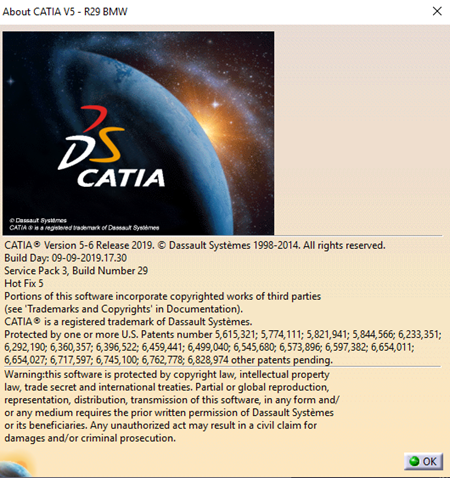 About CATIA V5 - R29 BMW
CATIA
© Dassault Systèmes
CATIA ® is a registered trademark of Dassault Systèmes
CATIA® Version 5-6 Release 2019. © Dassault Systèmes 1998-2014. All rights reserved.
Build Day: 09-09-2019.17.30
Service Pack 3, Build Number 29
Hot Fix 5
Portions of this software incorporate copyrighted works of third parties
(see 'Trademarks and Copyrights' in Documentation).
CATIA® is a registered trademark of Dassault Systèmes.
Protected by one or more U.S. Patents number 5,615,321; 5,774,111; 5,821,941; 5,844,566; 6,233,351;
6,292,190; 6,360,357; 6,396,522; 6,459,441; 6,499,040; 6,545,680; 6,573,896; 6,597,382; 6,654,011;
6,654,027; 6,717,597; 6,745,100; 6,762,778; 6,828,974 other patents pending.
Warning:this software is protected by copyright law, intellectual property
law, trade secret and international treaties. Partial or global reproduction,
representation, distribution, transmission of this software, in any form and/
or any medium requires the prior written permission of Dassault Systèmes
or its beneficiaries. Any unauthorized act may result in a civil claim for
damages and/or criminal prosecution.
OK